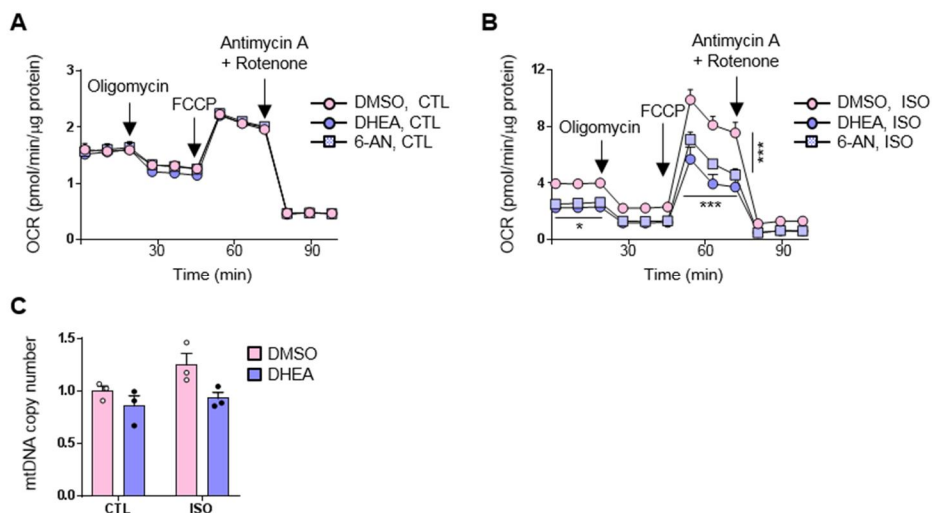 A
Antimycin A
+ Rotenone
Oligomycin
FCCP
OCR (pmol/min/µg protein)
3
2
1
0
30
60
90
Time (min)
DMSO, CTL
DHEA, CTL
6-AN, CTL
B
Antimycin A
+ Rotenone
Oligomycin
FCCP
OCR (pmol/min/µg protein)
12
8
4
0
30
60
90
Time (min)
*
***
***
DMSO, ISO
DHEA, ISO
6-AN, ISO
C
mtDNA copy number
1.5
1.0
0.5
0.0
CTL
ISO
DMSO
DHEA